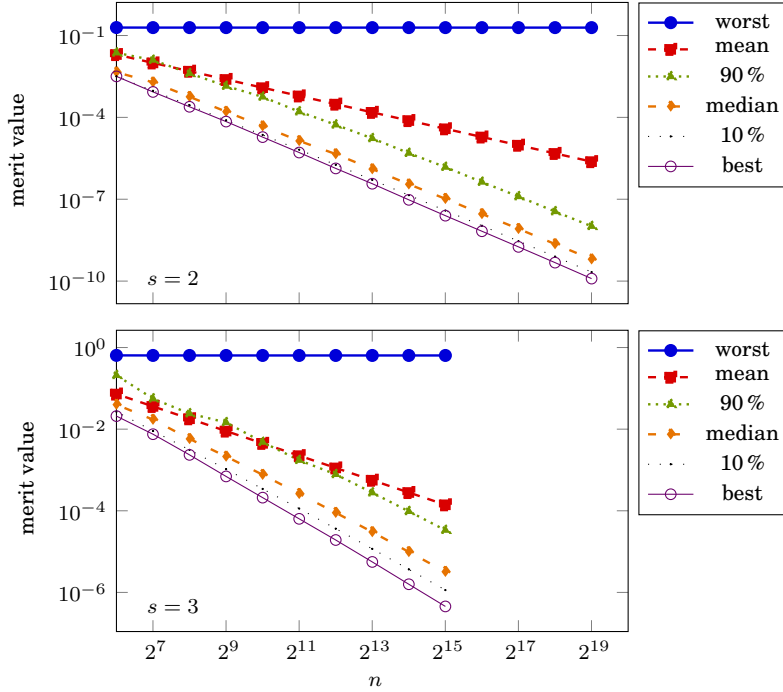 10^−1
10^−4
10^−7
10^−10
merit value
s = 2
worst
mean
90 %
median
10 %
best
10^0
10^−2
10^−4
10^−6
merit value
s = 3
2^7
2^9
2^11
2^13
2^15
2^17
2^19
n
worst
mean
90 %
median
10 %
best